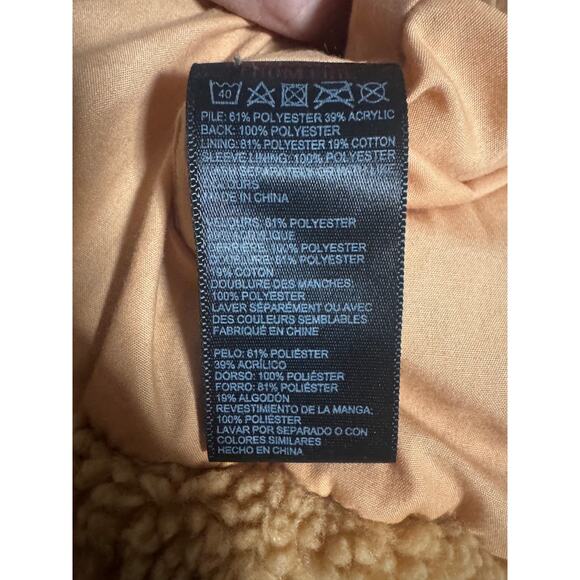 40
PILE: 61% POLYESTER 39% ACRYLIC
BACK: 100% POLYESTER
LINING: 81% POLYESTER 19% COTTON
SLEEVE LINING: 100% POLYESTER
MADE IN CHINA
VELOURS: 61% POLYESTER
DERRIÈRE: 100% POLYESTER
DOUBLURE: 81% POLYESTER
19% COTON
DOUBLURE DES MANCHES;
100% POLYESTER
LAVER SÉPARÉMENT OU AVEC
DES COULEURS SEMBLABLES
FABRIQUÉ EN CHINE
PELO: 61% POLIÉSTER
39% ACRÍLICO
DORSO: 100% POLIÉSTER
FORRO: 81% POLIÉSTER
19% ALGODÓN
REVESTIMIENTO DE LA MANGA;
100% POLIÉSTER
LAVAR POR SEPARADO O CON
COLORES SIMILARES
HECHO EN CHINA